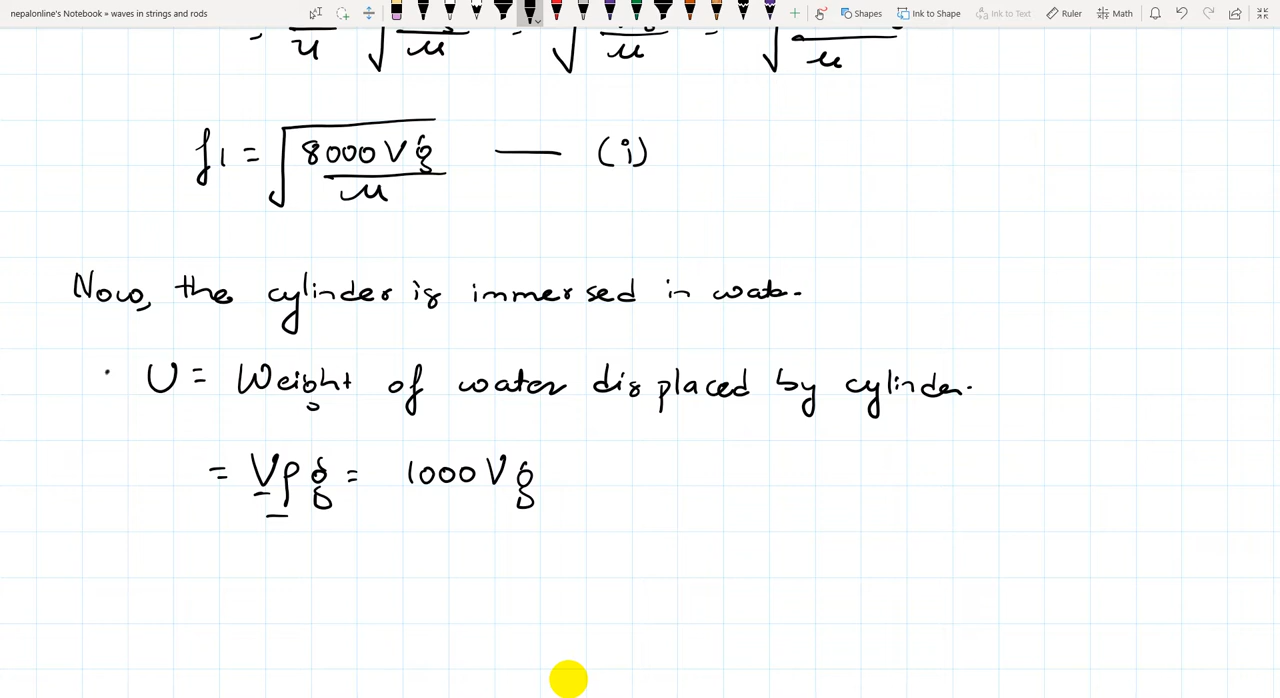 nepalonline's Notebook » waves in strings and rods
Shapes Ink to Shape Ink to Text Ruler Math
= μ √ μ = √ μ = √ μ
f1 = √ 8000 V g / μ — (i)
Now, the cylinder is immersed in wate.
U = Weight of water displaced by cylinder.
= V ρ g = 1000 V g